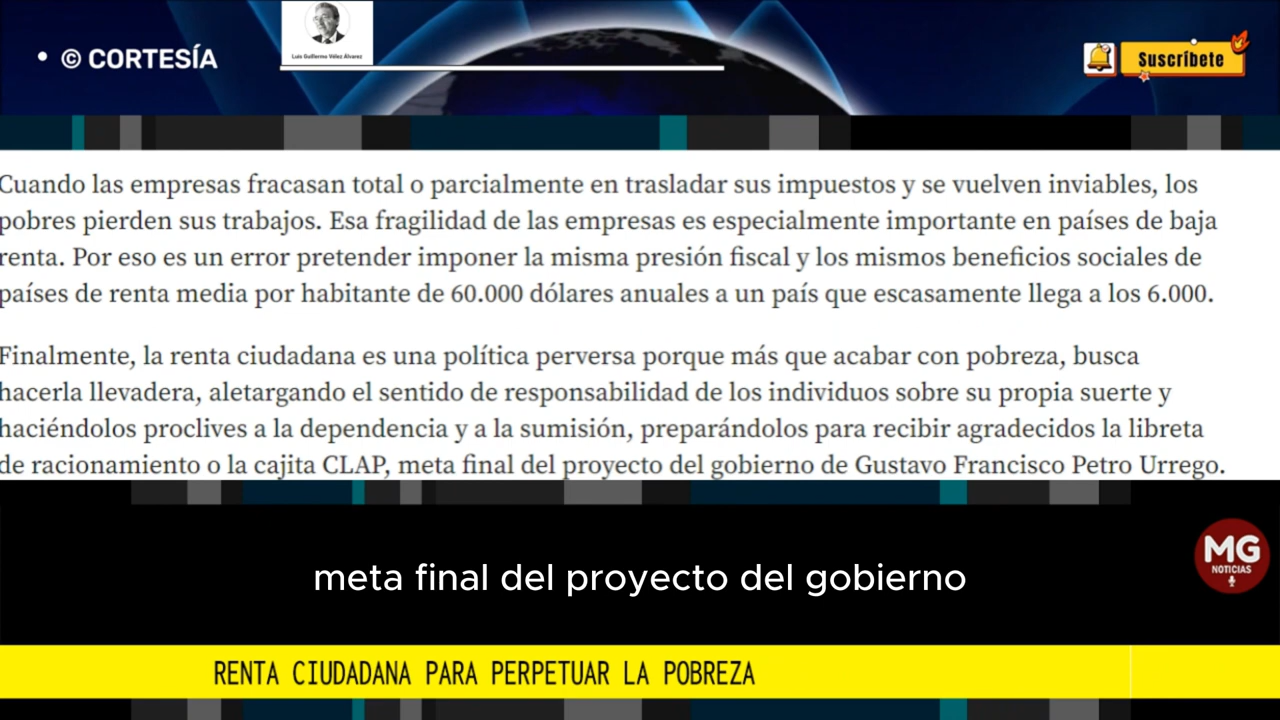 • © CORTESÍA
Luis Guillermo Vélez Álvarez
Suscríbete
Cuando las empresas fracasan total o parcialmente en trasladar sus impuestos y se vuelven inviables, los
pobres pierden sus trabajos. Esa fragilidad de las empresas es especialmente importante en países de baja
renta. Por eso es un error pretender imponer la misma presión fiscal y los mismos beneficios sociales de
países de renta media por habitante de 60.000 dólares anuales a un país que escasamente llega a los 6.000.
Finalmente, la renta ciudadana es una política perversa porque más que acabar con pobreza, busca
hacerla llevadera, aletargando el sentido de responsabilidad de los individuos sobre su propia suerte y
haciéndolos proclives a la dependencia y a la sumisión, preparándolos para recibir agradecidos la libreta
de racionamiento o la cajita CLAP, meta final del proyecto del gobierno de Gustavo Francisco Petro Urrego.
MG
NOTICIAS
meta final del proyecto del gobierno
RENTA CIUDADANA PARA PERPETUAR LA POBREZA